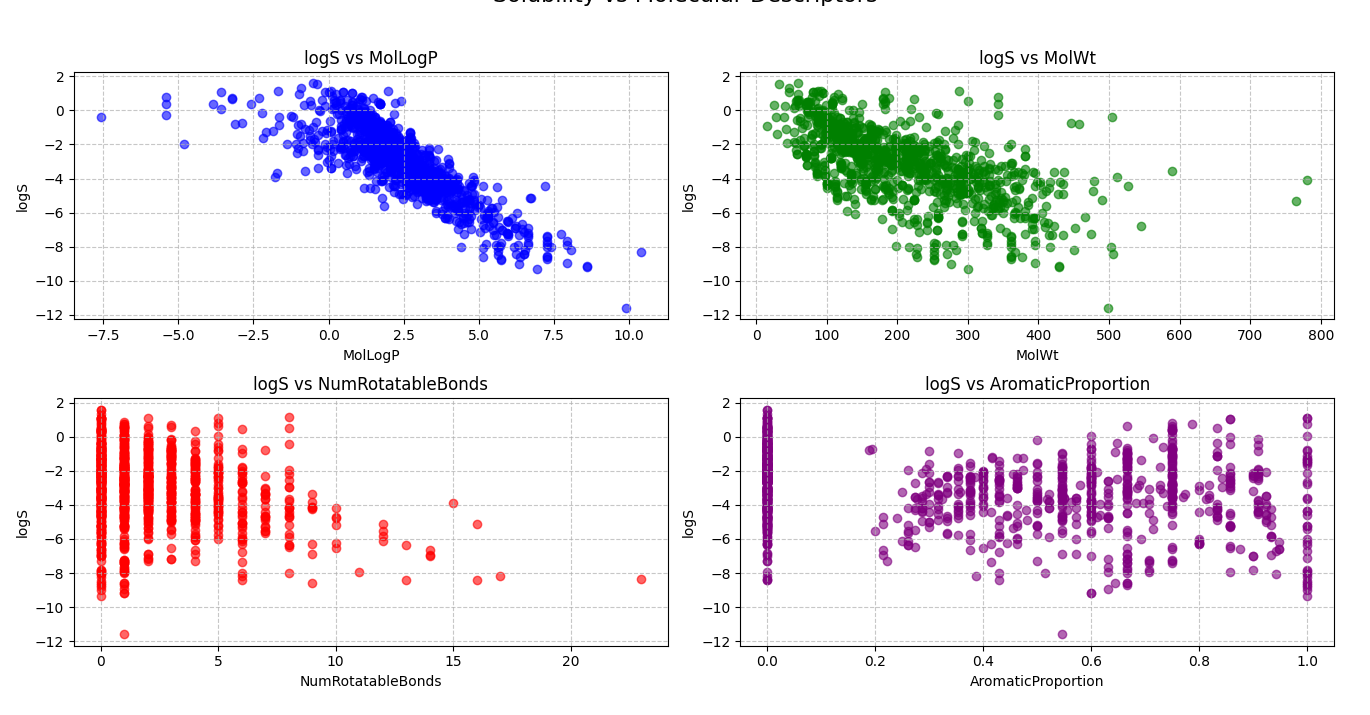 Solubility vs Molecular Descriptors
logS vs MolLogP
logS vs MolWt
2
0
−2
−4
−6
−8
−10
−12
logS
−7.5 −5.0 −2.5 0.0 2.5 5.0 7.5 10.0
MolLogP
2
0
−2
−4
−6
−8
−10
−12
logS
0 100 200 300 400 500 600 700 800
MolWt
logS vs NumRotatableBonds
logS vs AromaticProportion
2
0
−2
−4
−6
−8
−10
−12
logS
0 5 10 15 20
NumRotatableBonds
2
0
−2
−4
−6
−8
−10
−12
logS
0.0 0.2 0.4 0.6 0.8 1.0
AromaticProportion